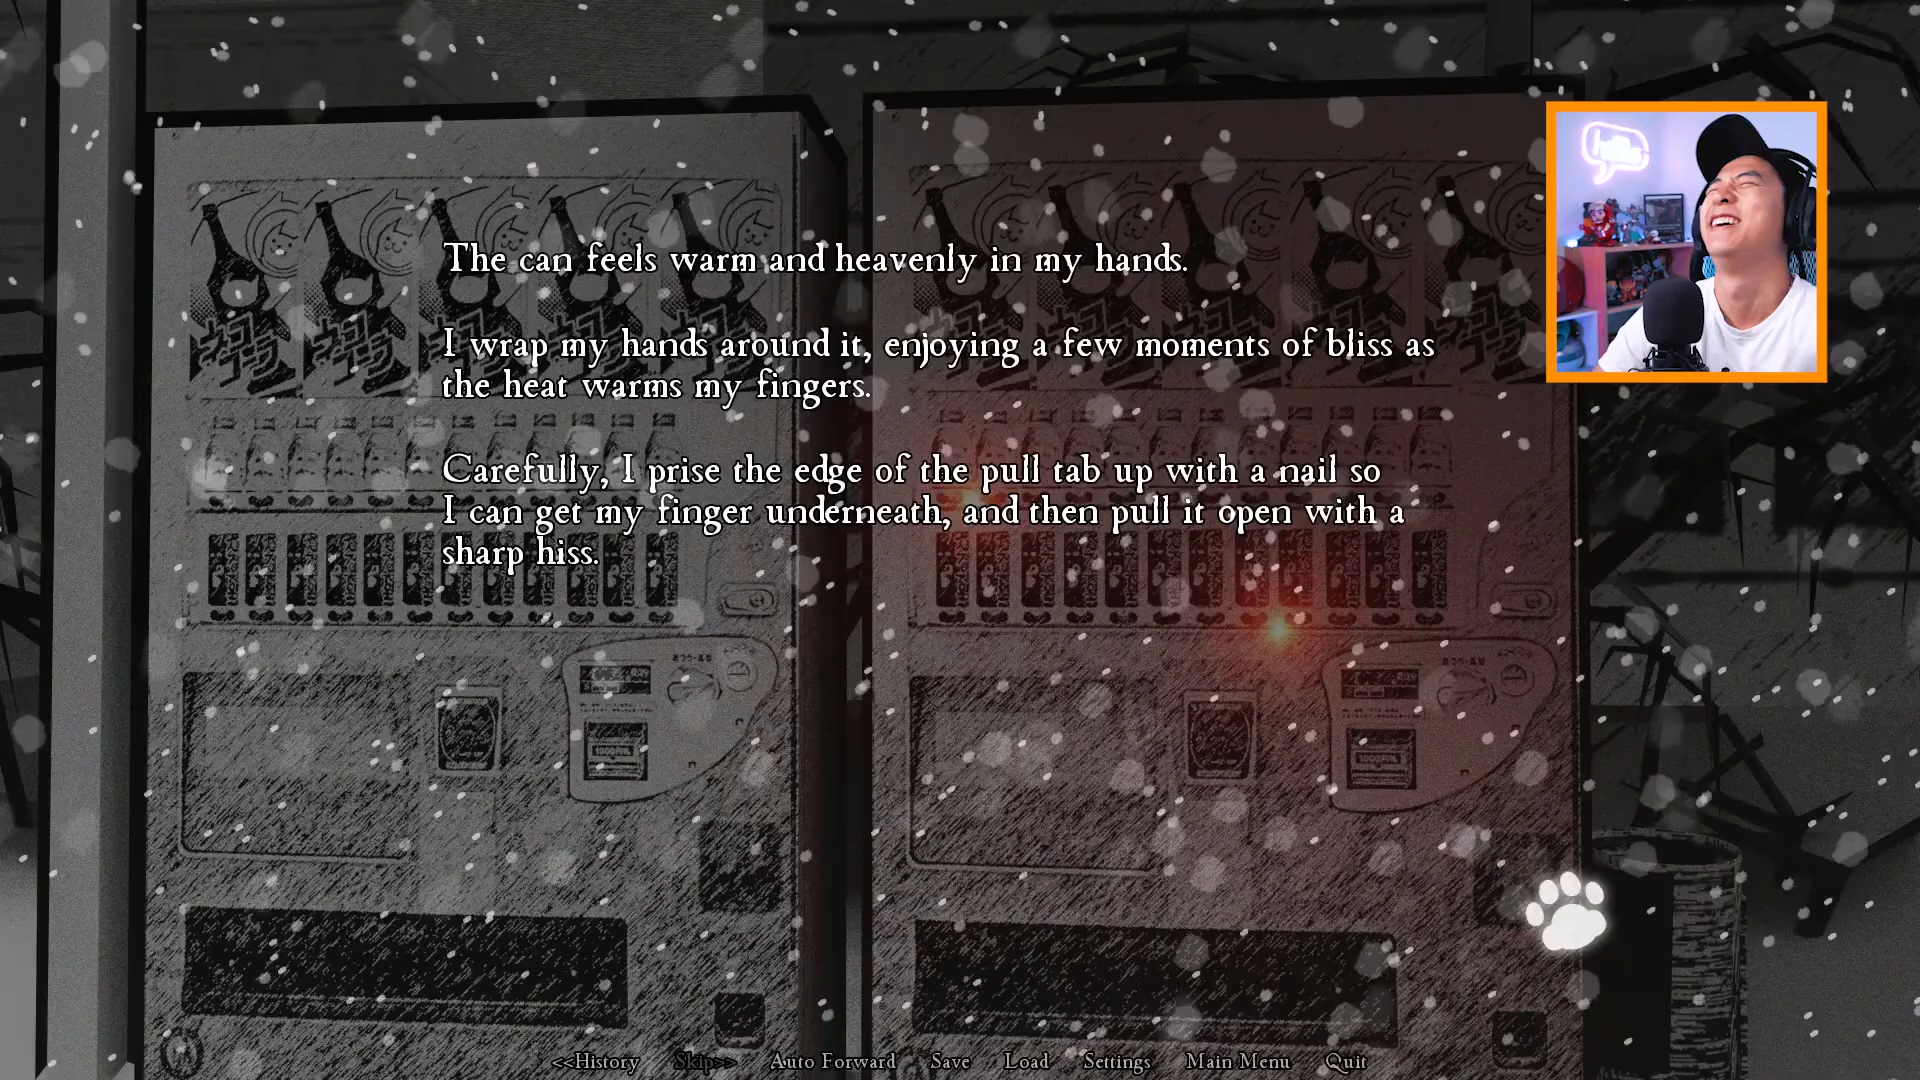 The can feels warm and heavenly in my hands.
I wrap my hands around it, enjoying a few moments of bliss as
the heat warms my fingers.
Carefully, I prise the edge of the pull tab up with a nail so
I can get my finger underneath, and then pull it open with a
sharp hiss.
hello
<<History Skip>> Auto Forward Save Load Settings Main Menu Quit